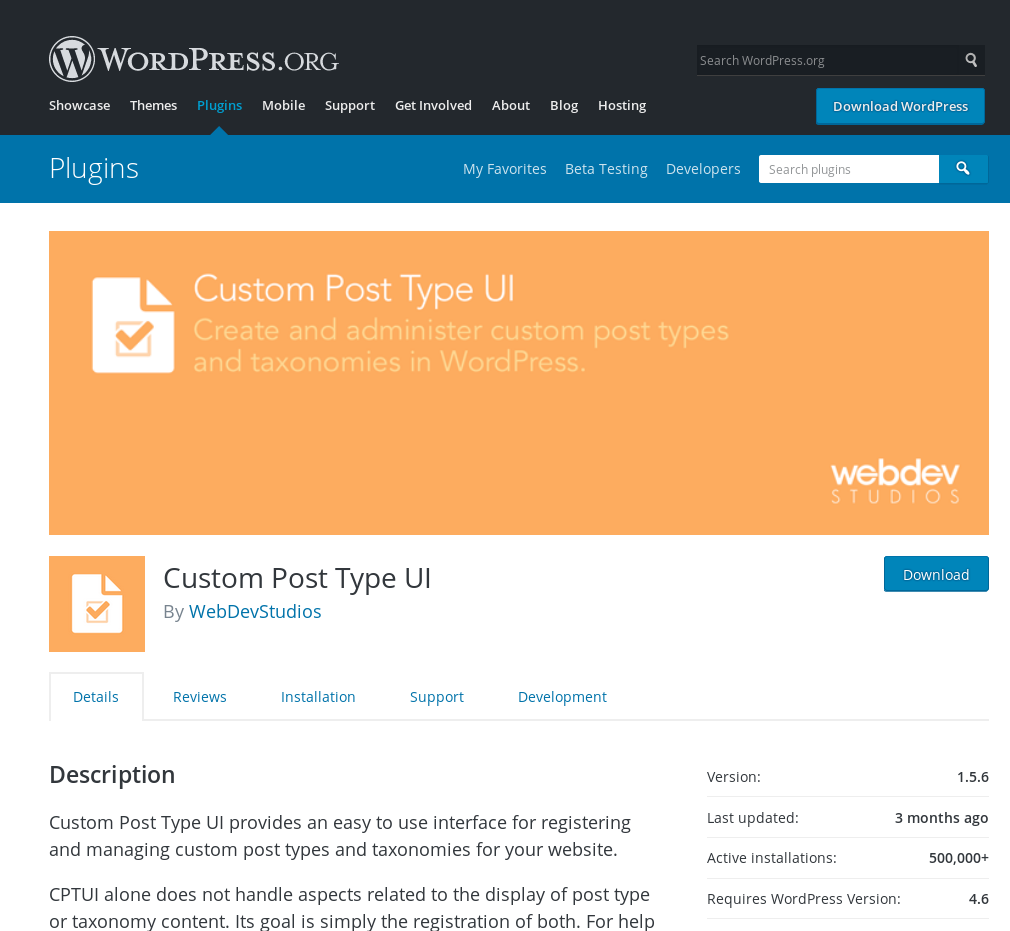 WORDPRESS.ORG
Search WordPress.org
Showcase Themes Plugins Mobile Support Get Involved About Blog Hosting
Download WordPress
Plugins
My Favorites Beta Testing Developers
Search plugins
Custom Post Type UI
Create and administer custom post types
and taxonomies in WordPress.
webdev
STUDIOS
Custom Post Type UI
By WebDevStudios
Download
Details Reviews Installation Support Development
Description
Custom Post Type UI provides an easy to use interface for registering
and managing custom post types and taxonomies for your website.
CPTUI alone does not handle aspects related to the display of post type
or taxonomy content. Its goal is simply the registration of both. For help
Version: 1.5.6
Last updated: 3 months ago
Active installations: 500,000+
Requires WordPress Version: 4.6